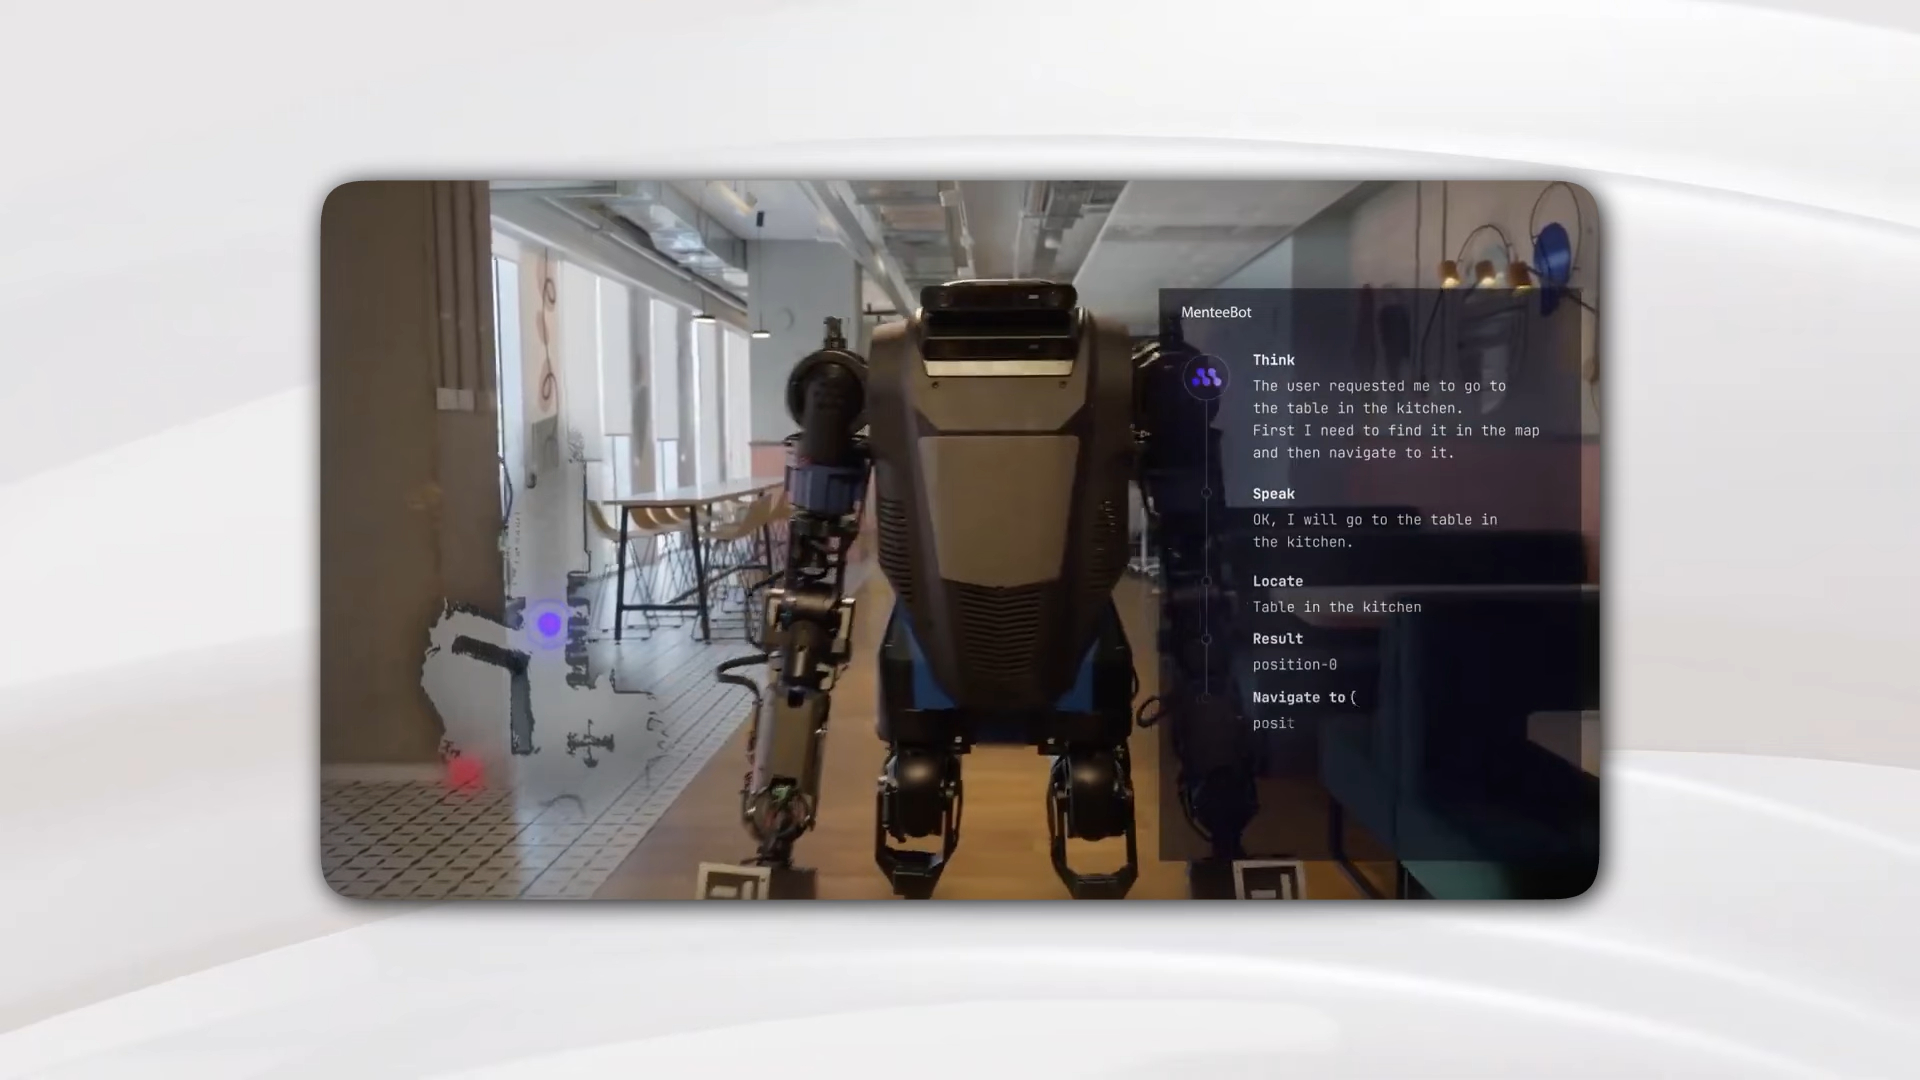 MenteeBot
Think
The user requested me to go to
the table in the kitchen.
First I need to find it in the map
and then navigate to it.
Speak
OK, I will go to the table in
the kitchen.
Locate
Table in the kitchen
Result
position-0
Navigate to(
posit